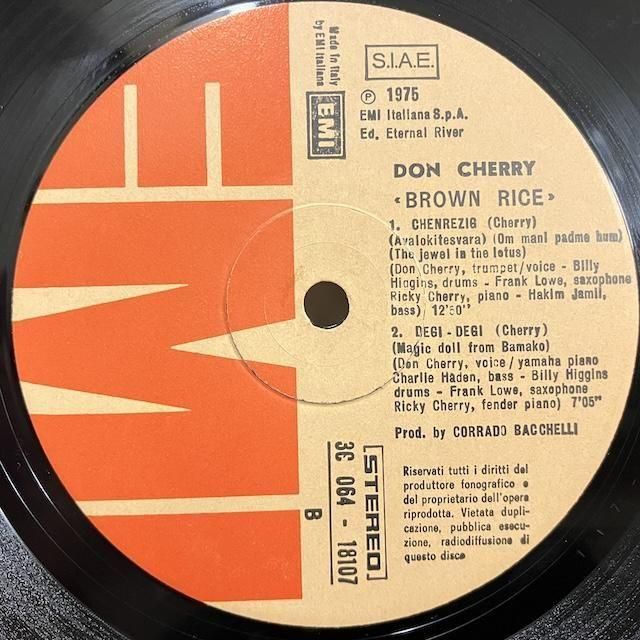 EMI
Made in Italy
by EMI Italiana
EMI
S.I.A.E.
℗ 1975
EMI Italiana S.p.A.
Ed. Eternal River
DON CHERRY
«BROWN RICE»
1. CHENREZIG (Cherry)
(Avalokitesvara) (Om mani padme hum)
(The jewel in the lotus)
(Don Cherry, trumpet/voice - Billy
Higgins, drums - Frank Lowe, saxophone
Ricky Cherry, piano - Hakim Jamil,
bass) 12'50"
2. DEGI - DEGI (Cherry)
(Magic doll from Bamako)
(Don Cherry, voice/yamaha piano
Charlie Haden, bass - Billy Higgins
drums - Frank Lowe, saxophone
Ricky Cherry, fender piano) 7'05"
Prod. by CORRADO BACCHELLI
STEREO
3C 064 - 18107
B
Riservati tutti i diritti del
produttore fonografico e
del proprietario dell'opera
riprodotta. Vietata dupli-
cazione, pubblica esecu-
zione, radiodiffusione di
questo disco